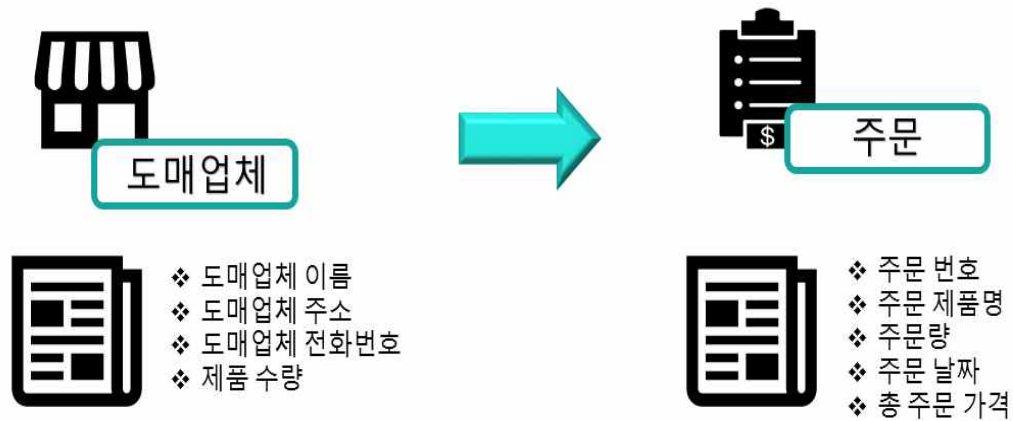 도매업체
주문
$
도매업체 이름
도매업체 주소
도매업체 전화번호
제품 수량
주문 번호
주문 제품명
주문량
주문 날짜
총 주문 가격